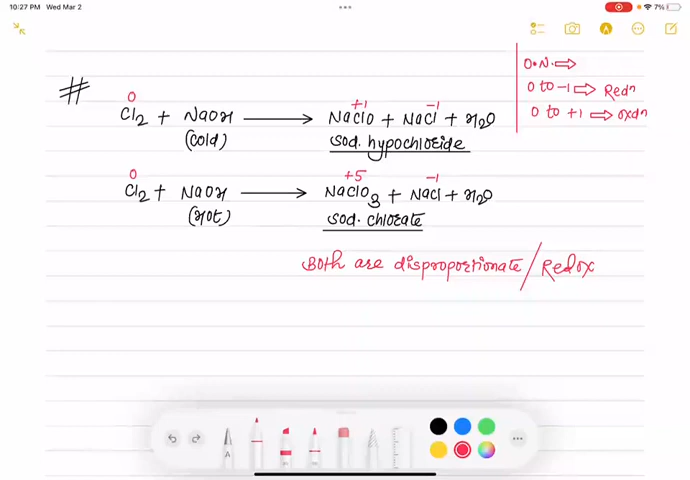 10:27 PM Wed Mar 2
7%
O.N. ⇒
0 to -1 ⇒ Redn
0 to +1 ⇒ oxdn
#
0 +1 -1
Cl2 + NaOH ⟶ NaClO + NaCl + H2O
(cold) sod. hypochloride
0 +5 -1
Cl2 + NaOH ⟶ NaClO3 + NaCl + H2O
(Hot) sod. chlorate
Both are disproportionate/Redox
A